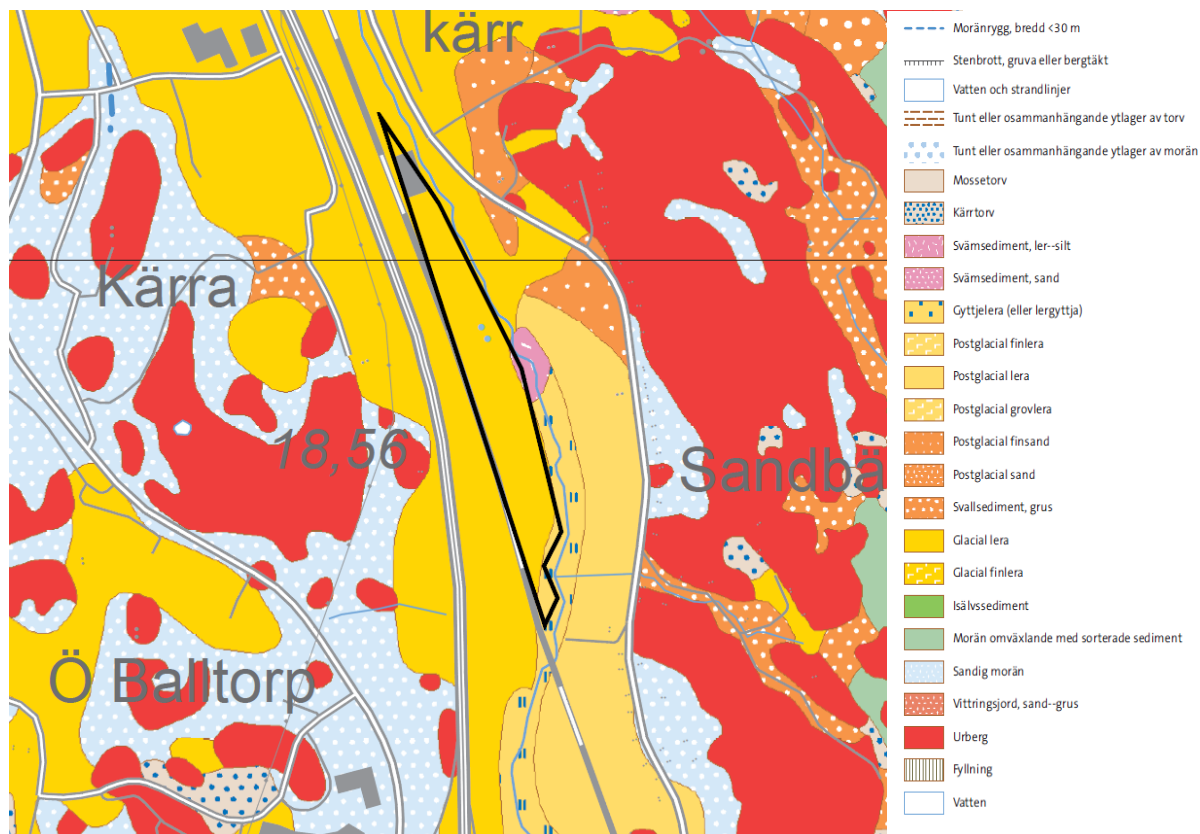 kärr
Kärra
18,56
Sandbä
Ö Balltorp
Moränrygg, bredd <30 m
Stenbrott, gruva eller bergtäkt
Vatten och strandlinjer
Tunt eller osammanhängande ytlager av torv
Tunt eller osammanhängande ytlager av morän
Mossetorv
Kärrtorv
Svämsediment, ler--silt
Svämsediment, sand
Gyttjelera (eller lergyttja)
Postglacial finlera
Postglacial lera
Postglacial grovlera
Postglacial finsand
Postglacial sand
Svallsediment, grus
Glacial lera
Glacial finlera
Isälvssediment
Morän omväxlande med sorterade sediment
Sandig morän
Vittringsjord, sand--grus
Urberg
Fyllning
Vatten